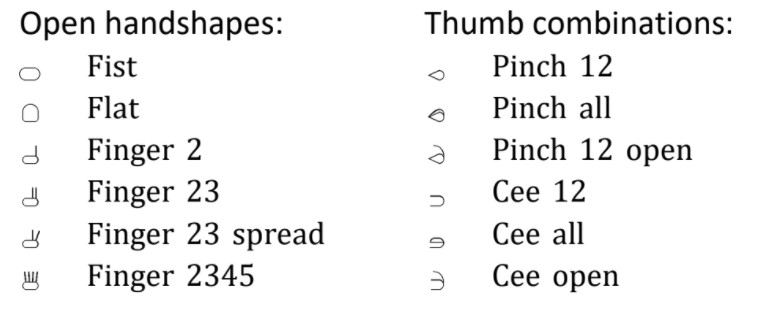 Open handshapes:
Fist
Flat
Finger 2
Finger 23
Finger 23 spread
Finger 2345
Thumb combinations:
Pinch 12
Pinch all
Pinch 12 open
Cee 12
Cee all
Cee open